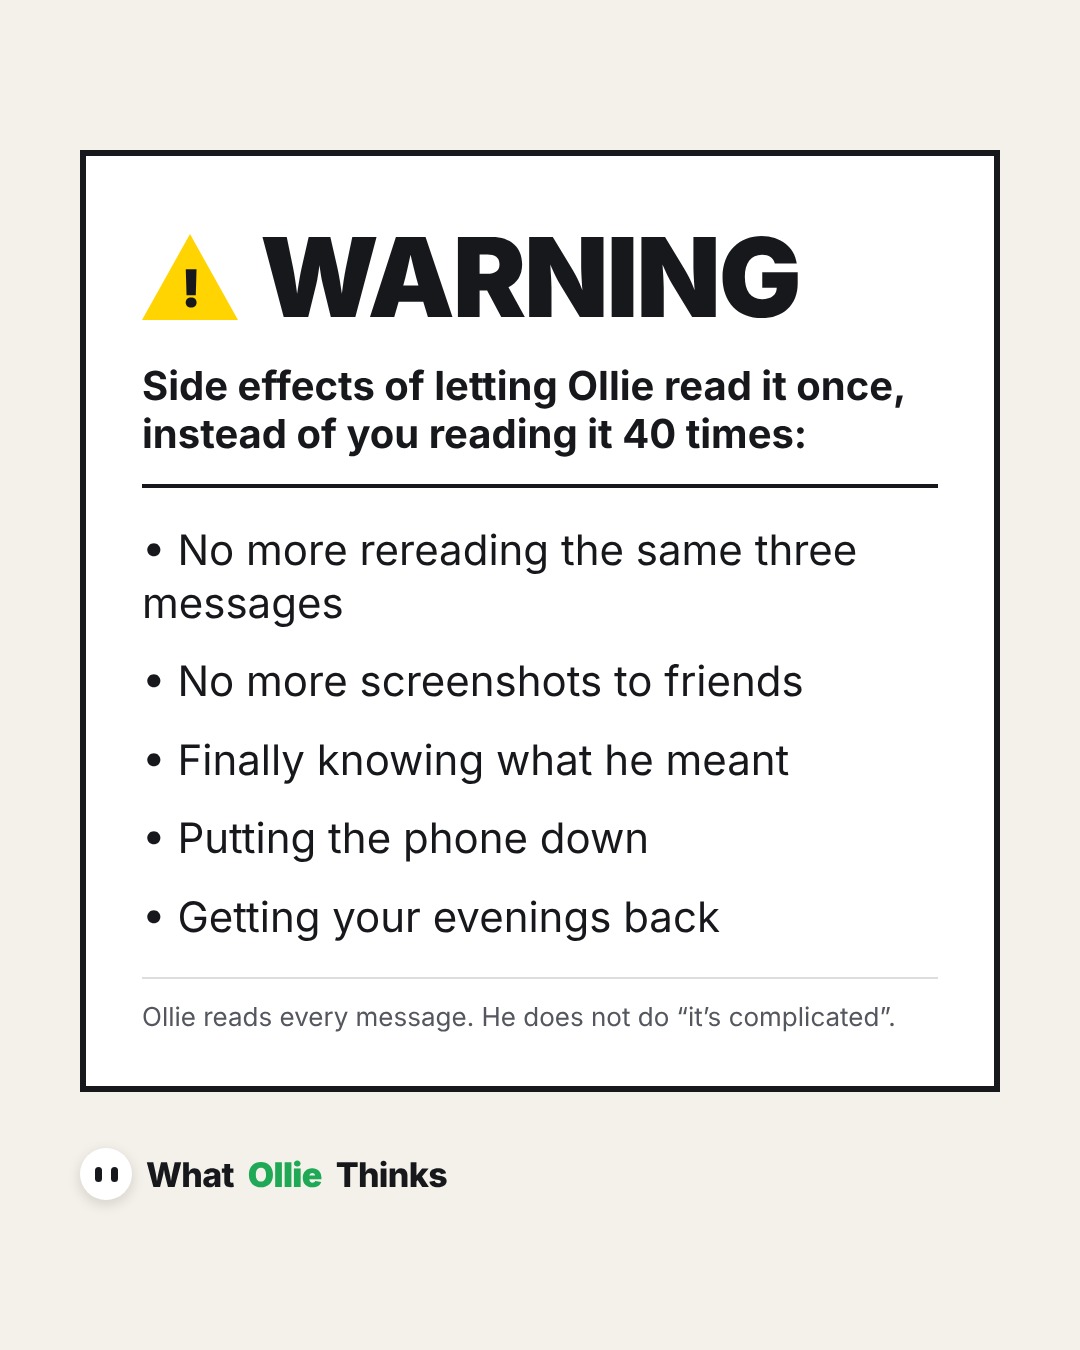 ! WARNING
Side effects of letting Ollie read it once,
instead of you reading it 40 times:
• No more rereading the same three
messages
• No more screenshots to friends
• Finally knowing what he meant
• Putting the phone down
• Getting your evenings back
Ollie reads every message. He does not do “it’s complicated”.
What Ollie Thinks